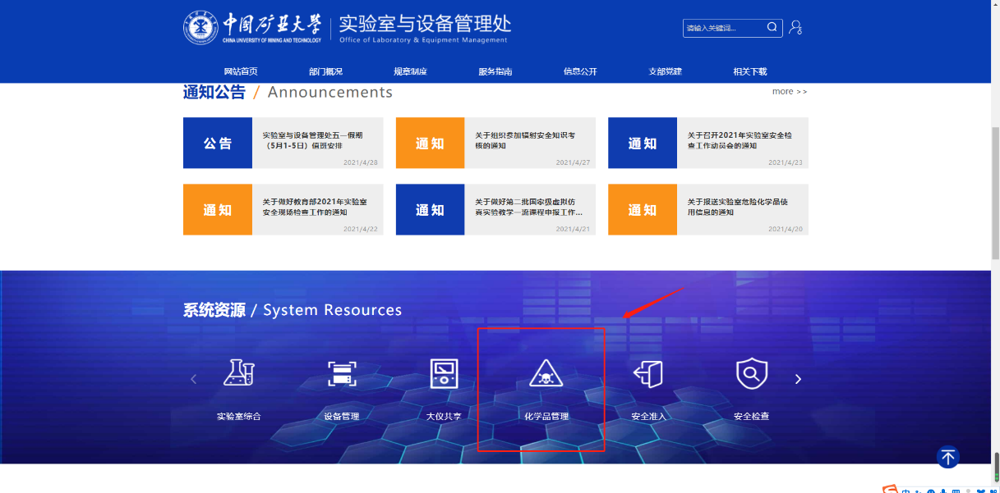 中国矿业大学
CHINA UNIVERSITY OF MINING AND TECHNOLOGY
实验室与设备管理处
Office of Laboratory & Equipment Management
请输入关键词...
网站首页 部门概况 规章制度 服务指南 信息公开 支部党建 相关下载
通知公告 / Announcements
more >>
公告
实验室与设备管理处五一假期
（5月1-5日）值班安排
2021/4/28
通知
关于组织参加辐射安全知识考
核的通知
2021/4/27
通知
关于召开2021年实验室安全检
查工作动员会的通知
2021/4/23
通知
关于做好教育部2021年实验室
安全现场检查工作的通知
2021/4/22
通知
关于做好第二批国家级虚拟仿
真实验教学一流课程申报工作...
2021/4/21
通知
关于报送实验室危险化学品使
用信息的通知
2021/4/20
系统资源 / System Resources
实验室综合 设备管理 大仪共享 化学品管理 安全准入 安全检查